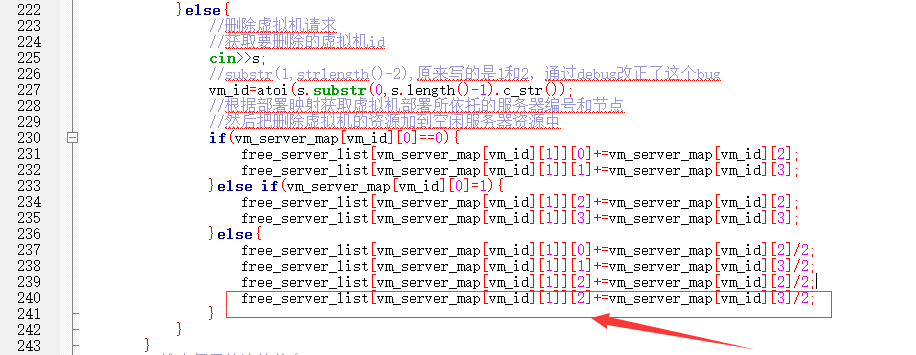 222 }else{
223 //删除虚拟机请求
224 //获取要删除的虚拟机id
225 cin>>s;
226 //substr(1,strlength()-2),原来写的是1和2，通过debug改正了这个bug
227 vm_id=atoi(s.substr(0,s.length()-1).c_str());
228 //根据部署映射获取虚拟机部署所依托的服务器编号和节点
229 //然后把删除虚拟机的资源加到空闲服务器资源中
230 if(vm_server_map[vm_id][0]==0){
231 free_server_list[vm_server_map[vm_id][1]][0]+=vm_server_map[vm_id][2];
232 free_server_list[vm_server_map[vm_id][1]][1]+=vm_server_map[vm_id][3];
233 }else if(vm_server_map[vm_id][0]=1){
234 free_server_list[vm_server_map[vm_id][1]][2]+=vm_server_map[vm_id][2];
235 free_server_list[vm_server_map[vm_id][1]][3]+=vm_server_map[vm_id][3];
236 }else{
237 free_server_list[vm_server_map[vm_id][1]][0]+=vm_server_map[vm_id][2]/2;
238 free_server_list[vm_server_map[vm_id][1]][1]+=vm_server_map[vm_id][3]/2;
239 free_server_list[vm_server_map[vm_id][1]][2]+=vm_server_map[vm_id][2]/2;
240 free_server_list[vm_server_map[vm_id][1]][2]+=vm_server_map[vm_id][3]/2;
241 }
242 }
243 }